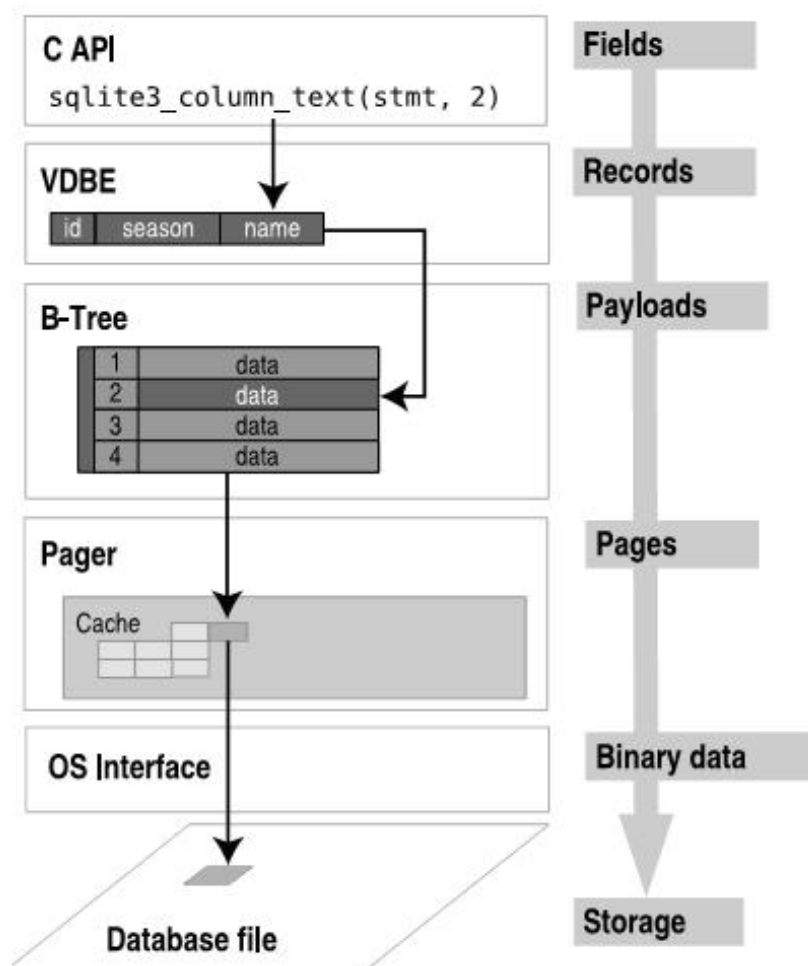 C API
sqlite3_column_text(stmt, 2)
Fields
VDBE
id season name
Records
B-Tree
1 data
2 data
3 data
4 data
Payloads
Pager
Cache
Pages
OS Interface
Binary data
Database file
Storage